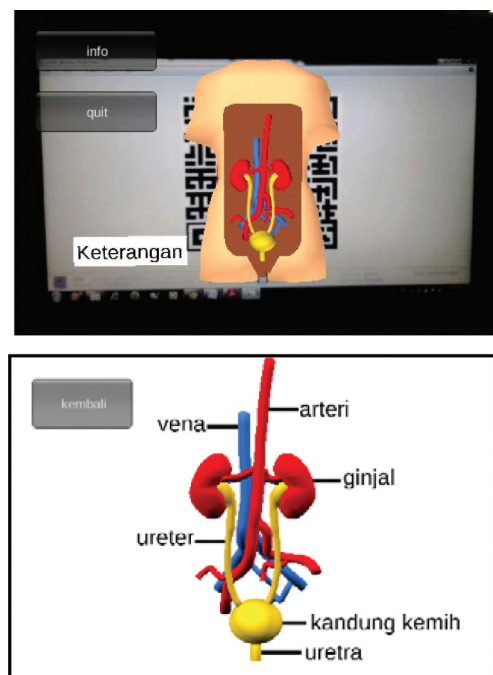 info
quit
Keterangan
kembali
vena
arteri
ginjal
ureter
kandung kemih
uretra